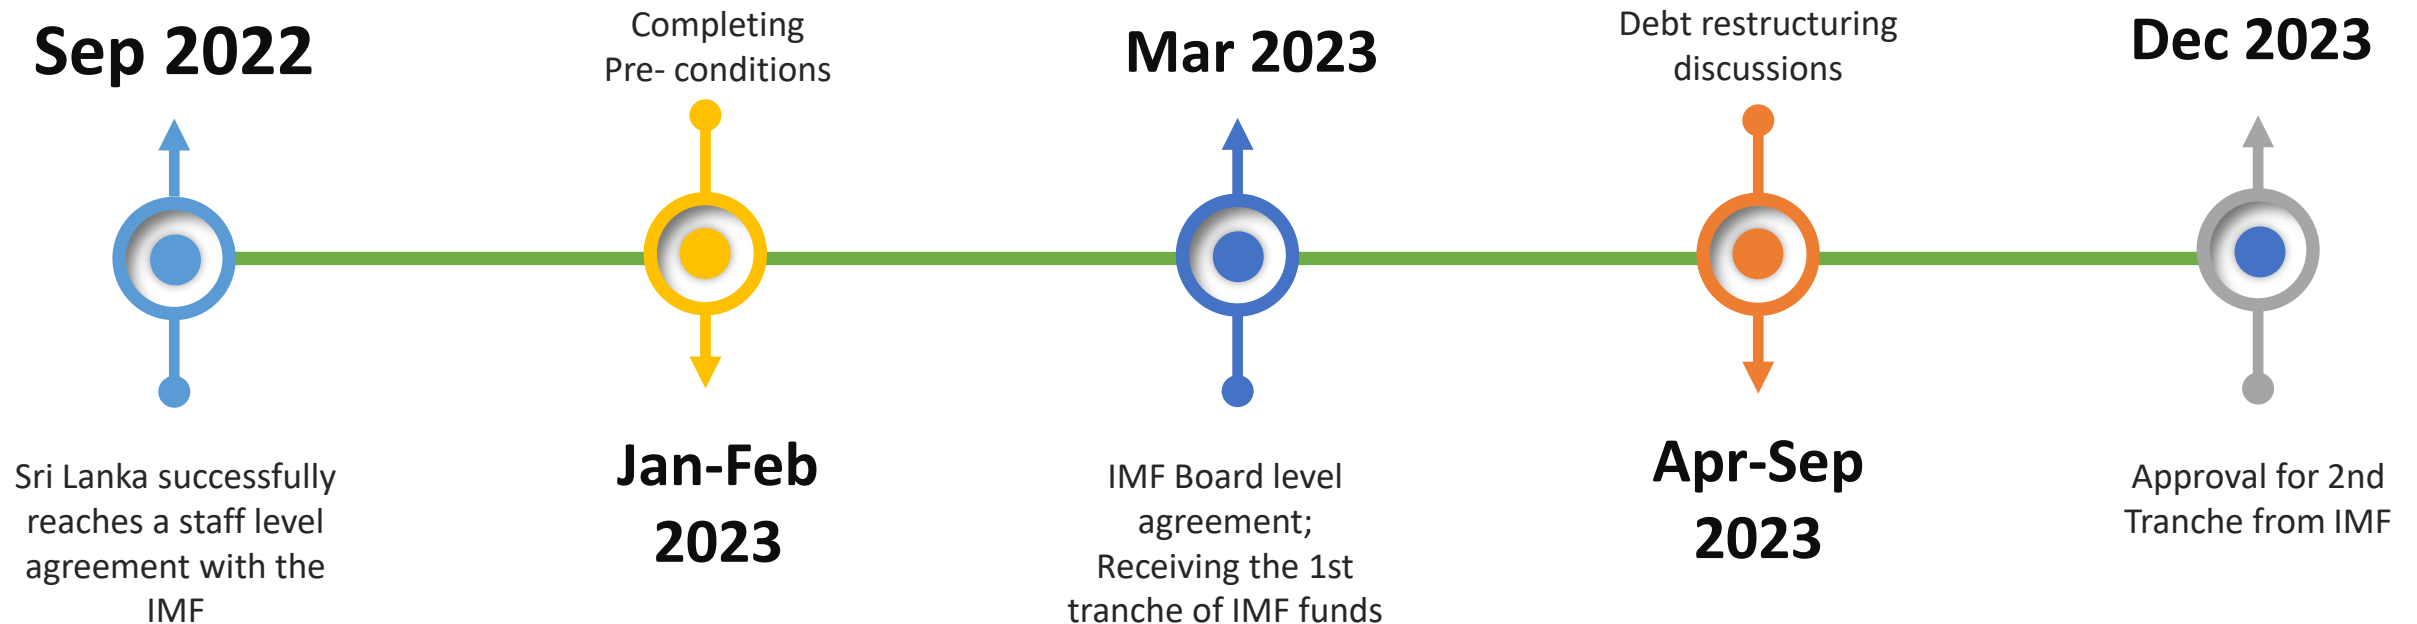 Sep 2022
Sri Lanka successfully
reaches a staff level
agreement with the
IMF
Completing
Pre- conditions
Jan-Feb
2023
Mar 2023
IMF Board level
agreement;
Receiving the 1st
tranche of IMF funds
Debt restructuring
discussions
Apr-Sep
2023
Dec 2023
Approval for 2nd
Tranche from IMF